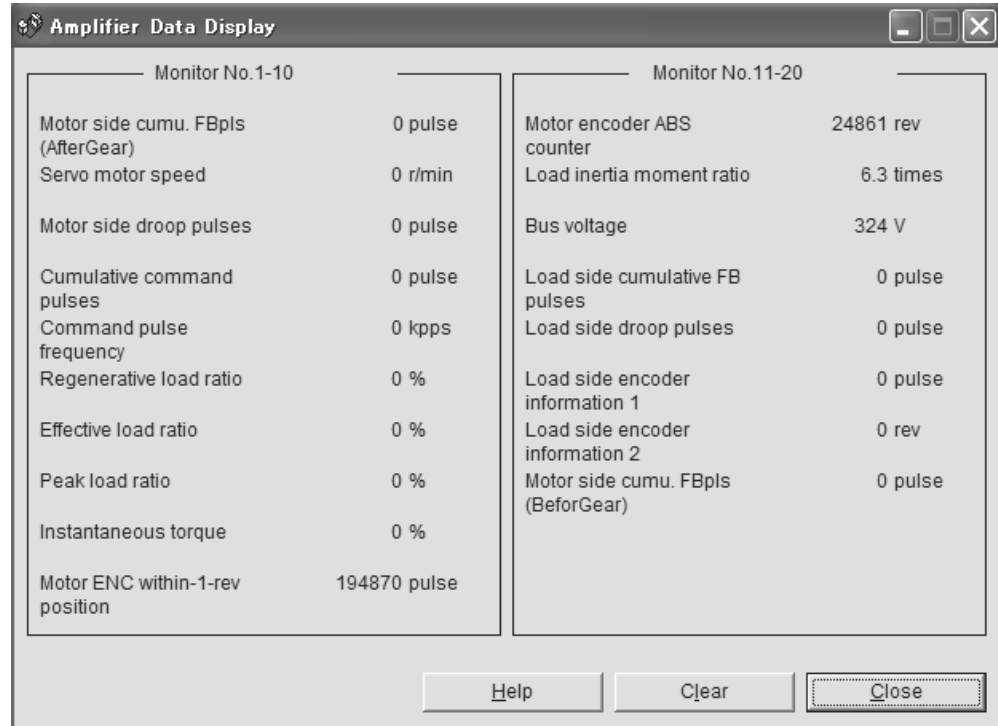 Amplifier Data Display
Monitor No.1-10
Motor side cumu. FBpls 0 pulse
(AfterGear)
Servo motor speed 0 r/min
Motor side droop pulses 0 pulse
Cumulative command 0 pulse
pulses
Command pulse 0 kpps
frequency
Regenerative load ratio 0 %
Effective load ratio 0 %
Peak load ratio 0 %
Instantaneous torque 0 %
Motor ENC within-1-rev 194870 pulse
position
Monitor No.11-20
Motor encoder ABS 24861 rev
counter
Load inertia moment ratio 6.3 times
Bus voltage 324 V
Load side cumulative FB 0 pulse
pulses
Load side droop pulses 0 pulse
Load side encoder 0 pulse
information 1
Load side encoder 0 rev
information 2
Motor side cumu. FBpls 0 pulse
(BeforGear)
Help Clear Close